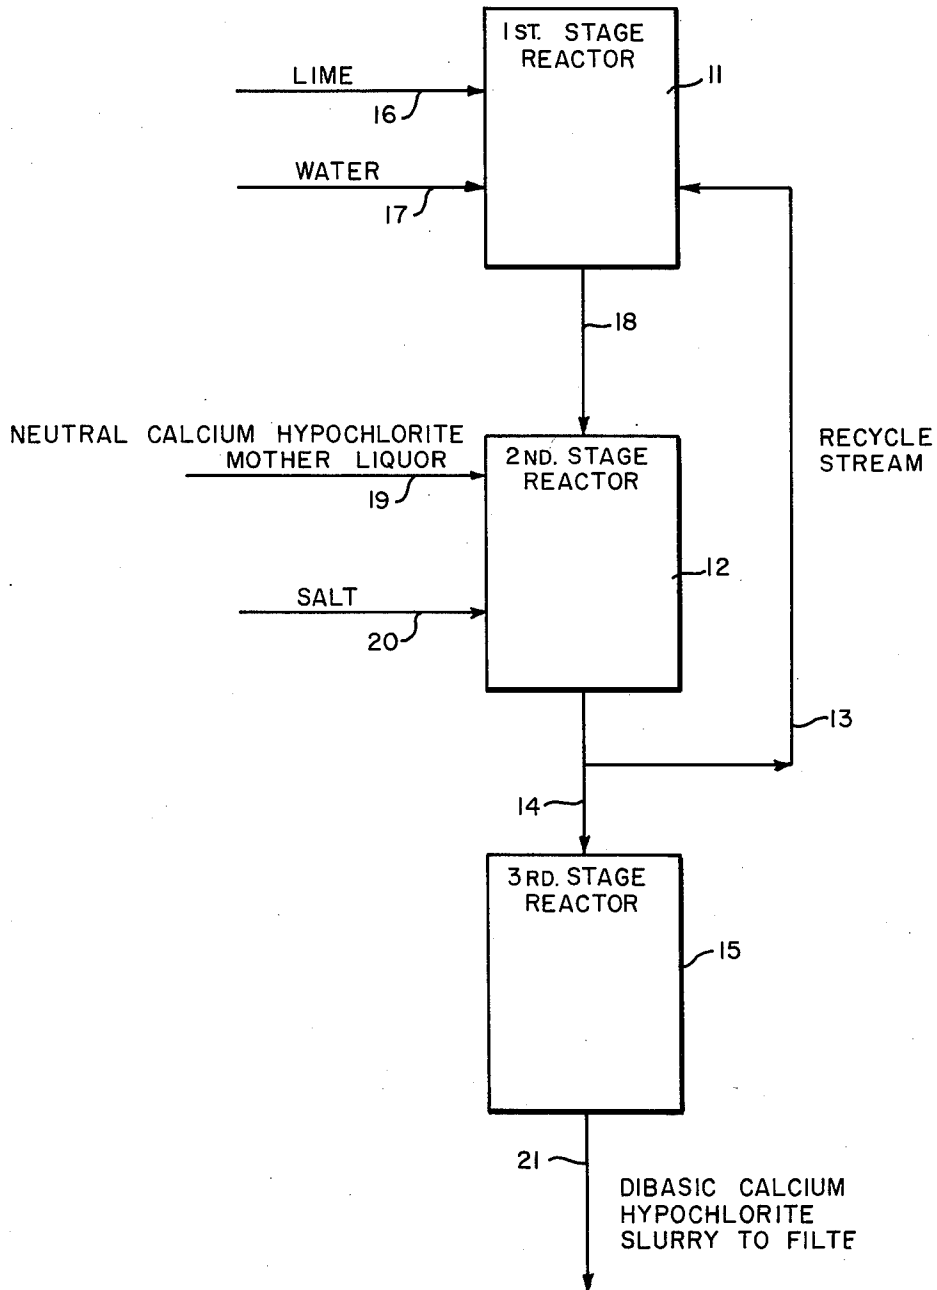 1ST. STAGE
REACTOR
11
LIME
16
WATER
17
18
NEUTRAL CALCIUM HYPOCHLORITE
MOTHER LIQUOR
19
2ND. STAGE
REACTOR
RECYCLE
STREAM
12
SALT
20
13
14
3RD. STAGE
REACTOR
15
21
DIBASIC CALCIUM
HYPOCHLORITE
SLURRY TO FILTE